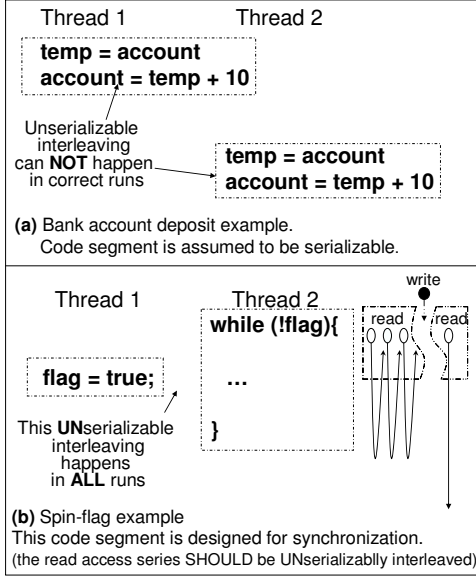 Thread 1 Thread 2
temp = account
account = temp + 10
Unserializable
interleaving
can NOT happen
in correct runs
temp = account
account = temp + 10
(a) Bank account deposit example.
Code segment is assumed to be serializable.
write
Thread 1 Thread 2
while (!flag){
read read
flag = true;
...
This UNserializable
interleaving
happens
in ALL runs
}
(b) Spin-flag example
This code segment is designed for synchronization.
(the read access series SHOULD be UNserializablly interleaved)